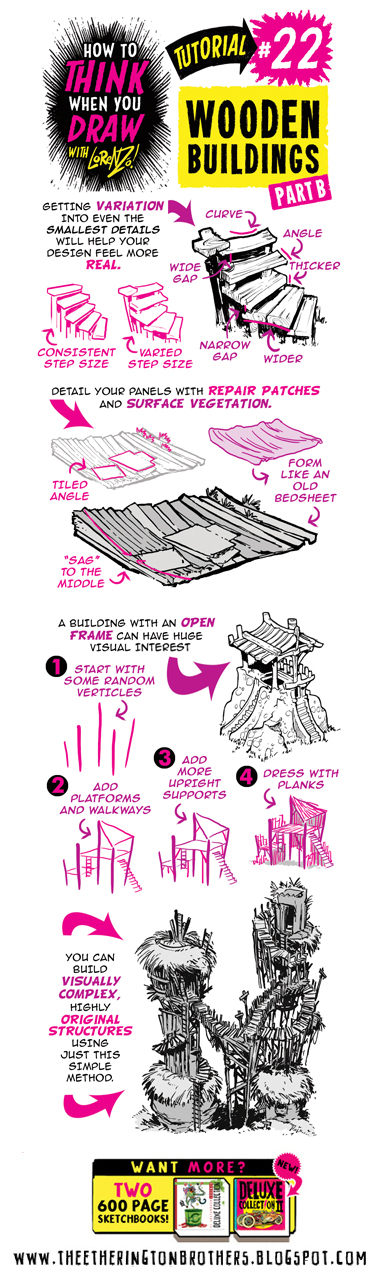 HOW TO
THINK
WHEN YOU
DRAW
WITH LORENZO!
TUTORIAL
#22
WOODEN
BUILDINGS
PART B
GETTING VARIATION
INTO EVEN THE
SMALLEST DETAILS
WILL HELP YOUR
DESIGN FEEL MORE
REAL.
CURVE
ANGLE
THICKER
WIDE
GAP
NARROW
GAP
WIDER
CONSISTENT
STEP SIZE
VARIED
STEP SIZE
DETAIL YOUR PANELS WITH REPAIR PATCHES
AND SURFACE VEGETATION.
TILED
ANGLE
FORM
LIKE AN
OLD
BEDSHEET
"SAG"
TO THE
MIDDLE
A BUILDING WITH AN OPEN
FRAME CAN HAVE HUGE
VISUAL INTEREST
1
START WITH
SOME RANDOM
VERTICLES
2
ADD
PLATFORMS
AND WALKWAYS
3
ADD
MORE
UPRIGHT
SUPPORTS
4
DRESS WITH
PLANKS
YOU CAN
BUILD
VISUALLY
COMPLEX,
HIGHLY
ORIGINAL
STRUCTURES
USING
JUST THIS
SIMPLE
METHOD.
WANT MORE?
NEW!
TWO
600 PAGE
SKETCHBOOKS!
DELUXE COLLECTION
DELUXE
COLLECTION II
WWW.THEETHERINGTONBROTHERS.BLOGSPOT.COM